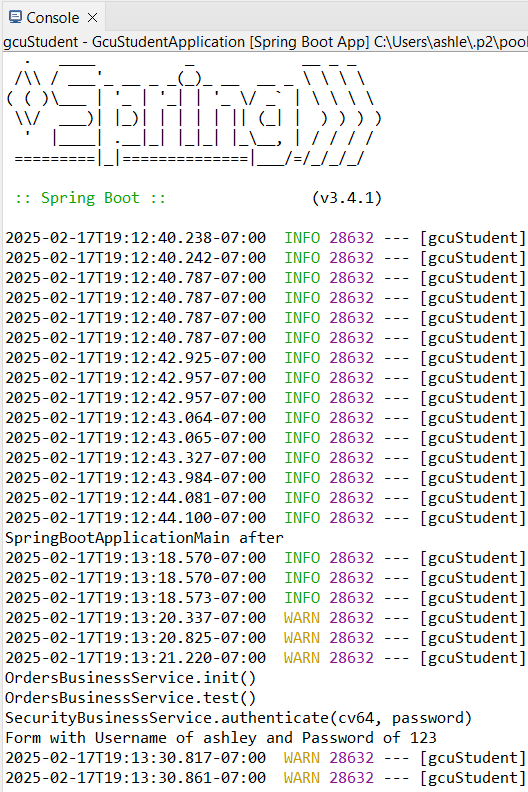 Console
gcuStudent - GcuStudentApplication [Spring Boot App] C:\Users\ashle\.p2\pool
  .   ____          _            __ _ _
 /\\ / ___'_ __ _ _(_)_ __  __ _ \ \ \ \
( ( )\___ | '_ | '_| | '_ \/ _` | \ \ \ \
 \\/  ___)| |_)| | | | | || (_| |  ) ) ) )
  '  |____| .__|_| |_|_| |_\__, | / / / /
 =========|_|==============|___/=/_/_/_/
 :: Spring Boot ::                (v3.4.1)
2025-02-17T19:12:40.238-07:00  INFO 28632 --- [gcuStudent]
2025-02-17T19:12:40.242-07:00  INFO 28632 --- [gcuStudent]
2025-02-17T19:12:40.787-07:00  INFO 28632 --- [gcuStudent]
2025-02-17T19:12:40.787-07:00  INFO 28632 --- [gcuStudent]
2025-02-17T19:12:40.787-07:00  INFO 28632 --- [gcuStudent]
2025-02-17T19:12:40.787-07:00  INFO 28632 --- [gcuStudent]
2025-02-17T19:12:42.925-07:00  INFO 28632 --- [gcuStudent]
2025-02-17T19:12:42.957-07:00  INFO 28632 --- [gcuStudent]
2025-02-17T19:12:42.957-07:00  INFO 28632 --- [gcuStudent]
2025-02-17T19:12:43.064-07:00  INFO 28632 --- [gcuStudent]
2025-02-17T19:12:43.065-07:00  INFO 28632 --- [gcuStudent]
2025-02-17T19:12:43.327-07:00  INFO 28632 --- [gcuStudent]
2025-02-17T19:12:43.984-07:00  INFO 28632 --- [gcuStudent]
2025-02-17T19:12:44.081-07:00  INFO 28632 --- [gcuStudent]
2025-02-17T19:12:44.100-07:00  INFO 28632 --- [gcuStudent]
SpringBootApplicationMain after
2025-02-17T19:13:18.570-07:00  INFO 28632 --- [gcuStudent]
2025-02-17T19:13:18.570-07:00  INFO 28632 --- [gcuStudent]
2025-02-17T19:13:18.573-07:00  INFO 28632 --- [gcuStudent]
2025-02-17T19:13:20.337-07:00  WARN 28632 --- [gcuStudent]
2025-02-17T19:13:20.825-07:00  WARN 28632 --- [gcuStudent]
2025-02-17T19:13:21.220-07:00  WARN 28632 --- [gcuStudent]
OrdersBusinessService.init()
OrdersBusinessService.test()
SecurityBusinessService.authenticate(cv64, password)
Form with Username of ashley and Password of 123
2025-02-17T19:13:30.817-07:00  WARN 28632 --- [gcuStudent]
2025-02-17T19:13:30.861-07:00  WARN 28632 --- [gcuStudent]